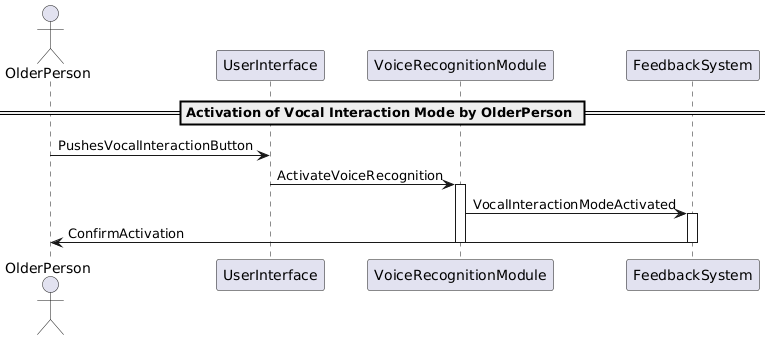 OlderPerson
UserInterface
VoiceRecognitionModule
FeedbackSystem
Activation of Vocal Interaction Mode by OlderPerson
PushesVocalInteractionButton
ActivateVoiceRecognition
VocalInteractionModeActivated
ConfirmActivation
OlderPerson
UserInterface
VoiceRecognitionModule
FeedbackSystem